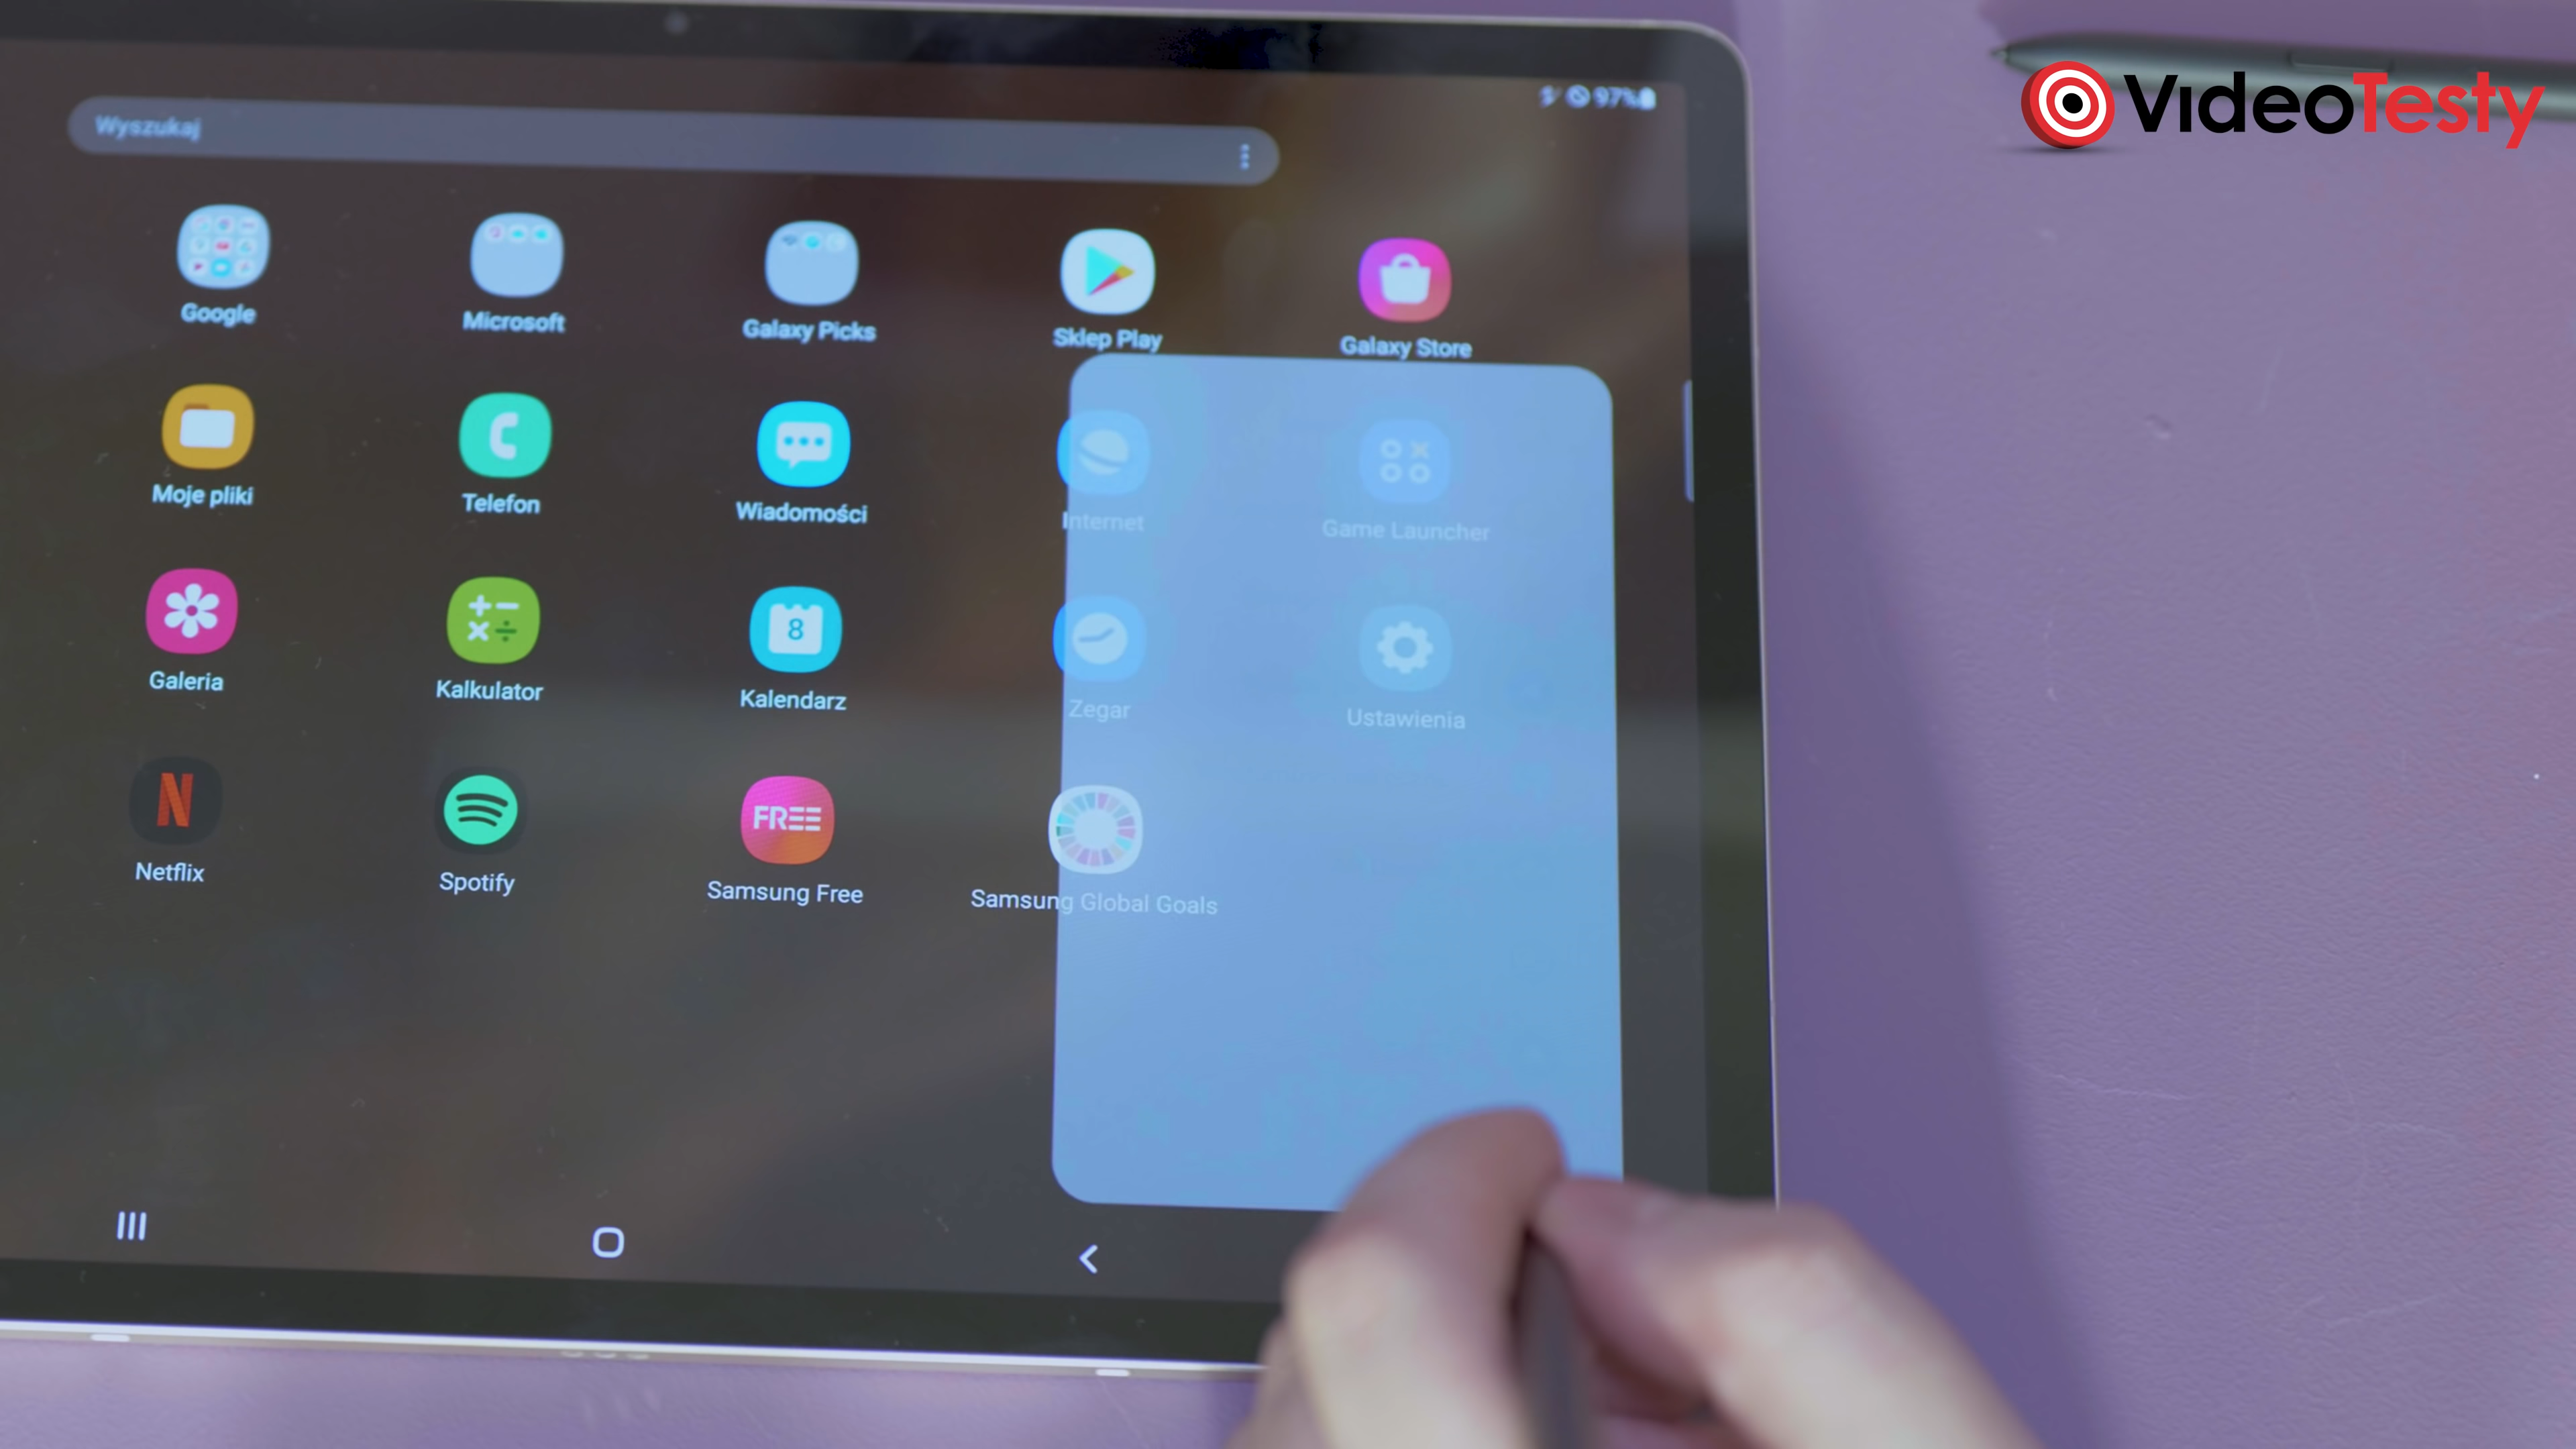 VideoTesty
97%
Wyszukaj
Google
Microsoft
Galaxy Picks
Sklep Play
Galaxy Store
Moje pliki
Telefon
Wiadomości
Internet
Game Launcher
8
Galeria
Kalkulator
Kalendarz
Zegar
Ustawienia
N
FREE
Netflix
Spotify
Samsung Free
Samsung Global Goals